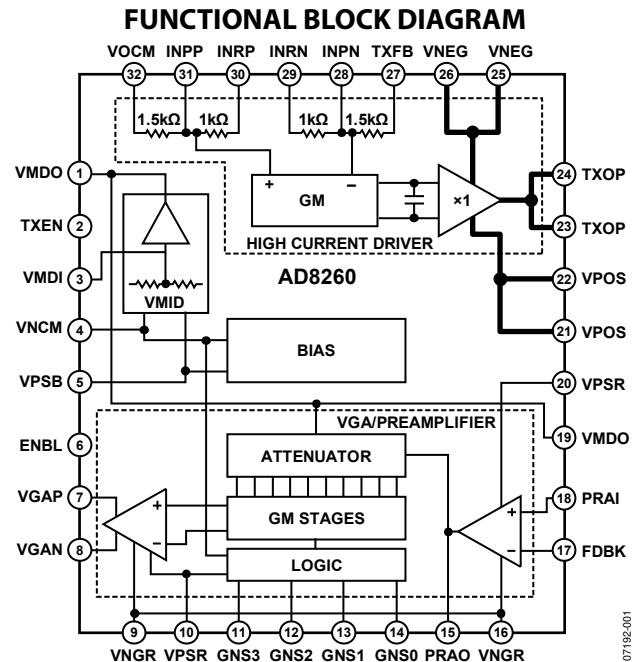 FUNCTIONAL BLOCK DIAGRAM
VOCM INPP INRP INRN INPN TXFB VNEG VNEG
32 31 30 29 28 27 26 25
1.5kΩ 1kΩ 1kΩ 1.5kΩ
VMDO 1
TXEN 2
VMDI 3
VNCM 4
VPSB 5
ENBL 6
VGAP 7
VGAN 8
+ −
GM
×1
HIGH CURRENT DRIVER
AD8260
VMID
BIAS
VGA/PREAMPLIFIER
ATTENUATOR
GM STAGES
LOGIC
+
−
+
−
24 TXOP
23 TXOP
22 VPOS
21 VPOS
20 VPSR
19 VMDO
18 PRAI
17 FDBK
9 10 11 12 13 14 15 16
VNGR VPSR GNS3 GNS2 GNS1 GNS0 PRAO VNGR
07192-001